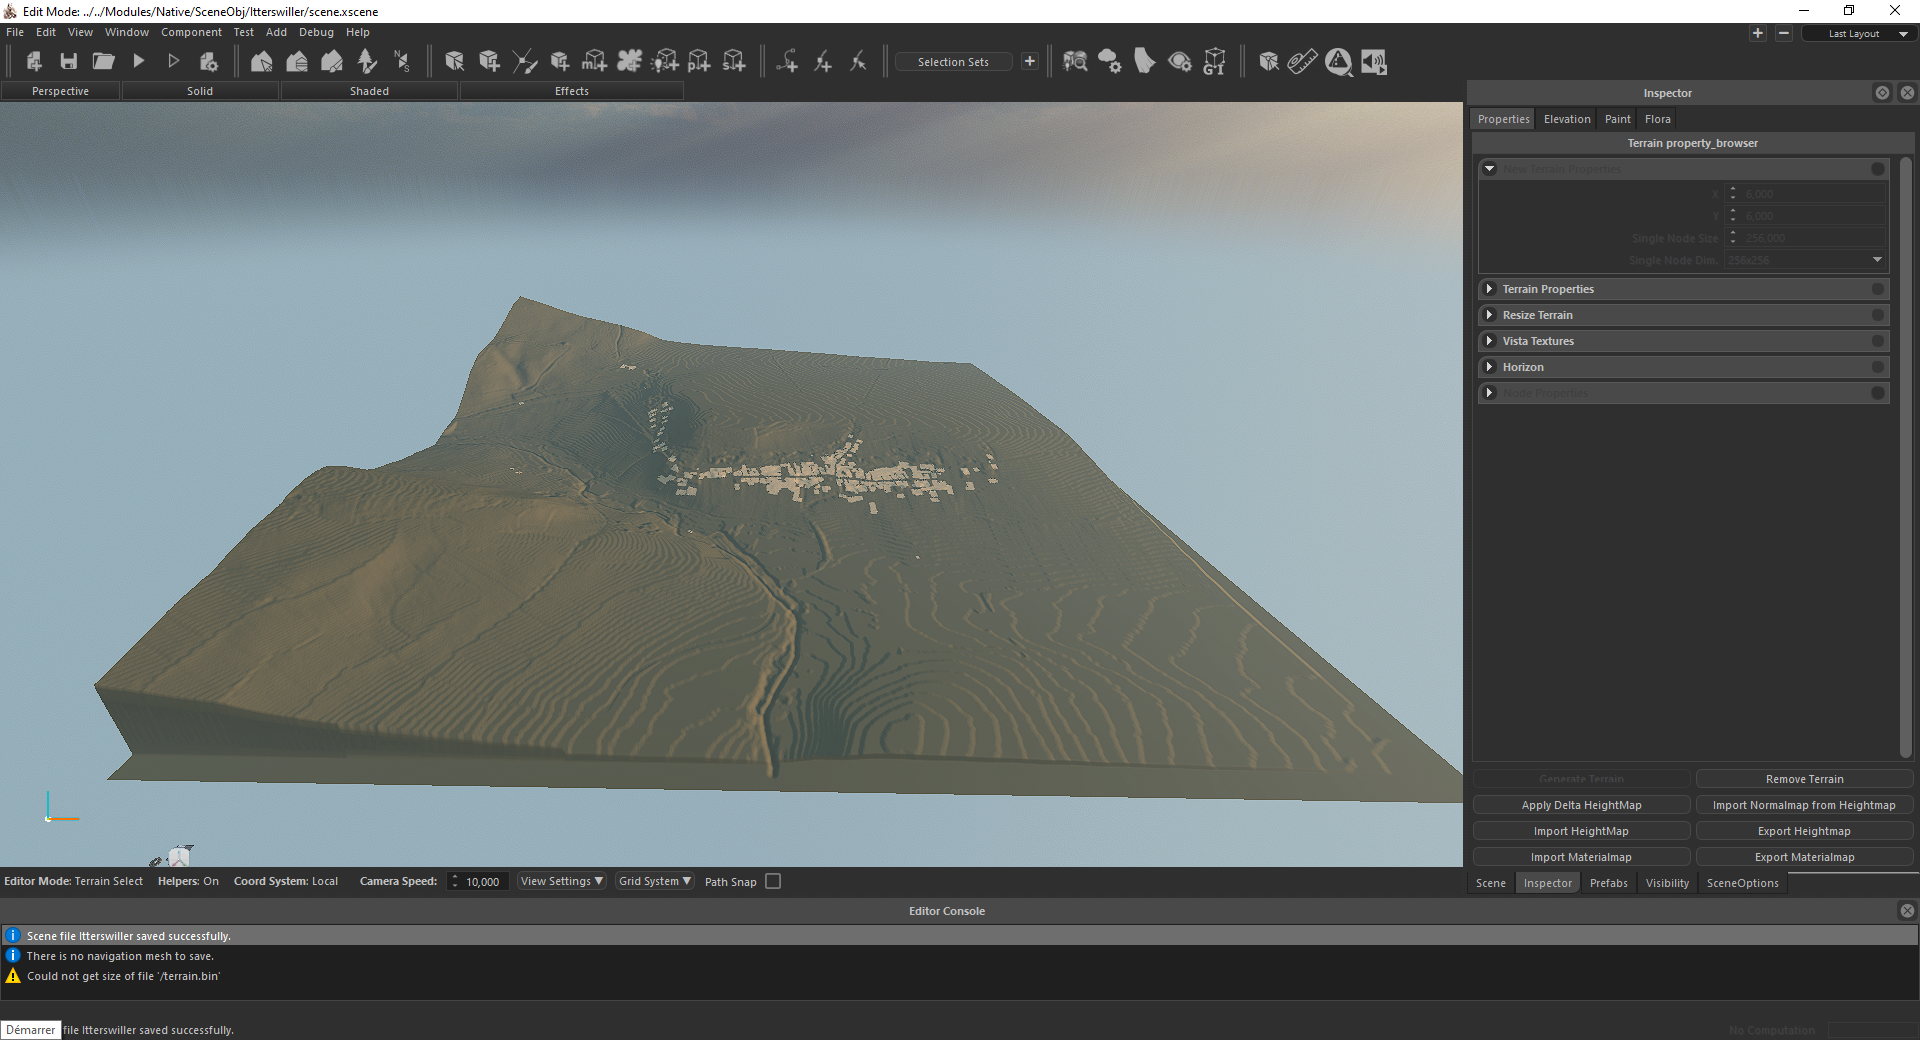 Edit Mode: ../../Modules/Native/SceneObj/Itterswiller/scene.xscene
File Edit View Window Component Test Add Debug Help
Last Layout
Selection Sets
Perspective Solid Shaded Effects
Inspector
Properties Elevation Paint Flora
Terrain property_browser
New Terrain Properties
X 6,000
Y 6,000
Single Node Size 256,000
Single Node Dim. 256x256
Terrain Properties
Resize Terrain
Vista Textures
Horizon
Node Properties
Generate Terrain Remove Terrain
Apply Delta HeightMap Import Normalmap from Heightmap
Import HeightMap Export Heightmap
Import Materialmap Export Materialmap
Editor Mode: Terrain Select Helpers: On Coord System: Local Camera Speed: 10,000 View Settings Grid System Path Snap
Scene Inspector Prefabs Visibility SceneOptions
Editor Console
Scene file Itterswiller saved successfully.
There is no navigation mesh to save.
Could not get size of file '/terrain.bin'
Démarrer file Itterswiller saved successfully.
No Computation